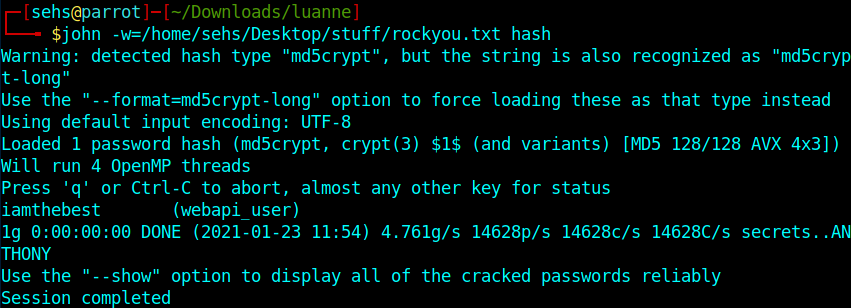 ┌─[sehs@parrot]─[~/Downloads/luanne]
└──╼ $john -w=/home/sehs/Desktop/stuff/rockyou.txt hash
Warning: detected hash type "md5crypt", but the string is also recognized as "md5cryp
t-long"
Use the "--format=md5crypt-long" option to force loading these as that type instead
Using default input encoding: UTF-8
Loaded 1 password hash (md5crypt, crypt(3) $1$ (and variants) [MD5 128/128 AVX 4x3])
Will run 4 OpenMP threads
Press 'q' or Ctrl-C to abort, almost any other key for status
iamthebest       (webapi_user)
1g 0:00:00:00 DONE (2021-01-23 11:54) 4.761g/s 14628p/s 14628c/s 14628C/s secrets..AN
THONY
Use the "--show" option to display all of the cracked passwords reliably
Session completed